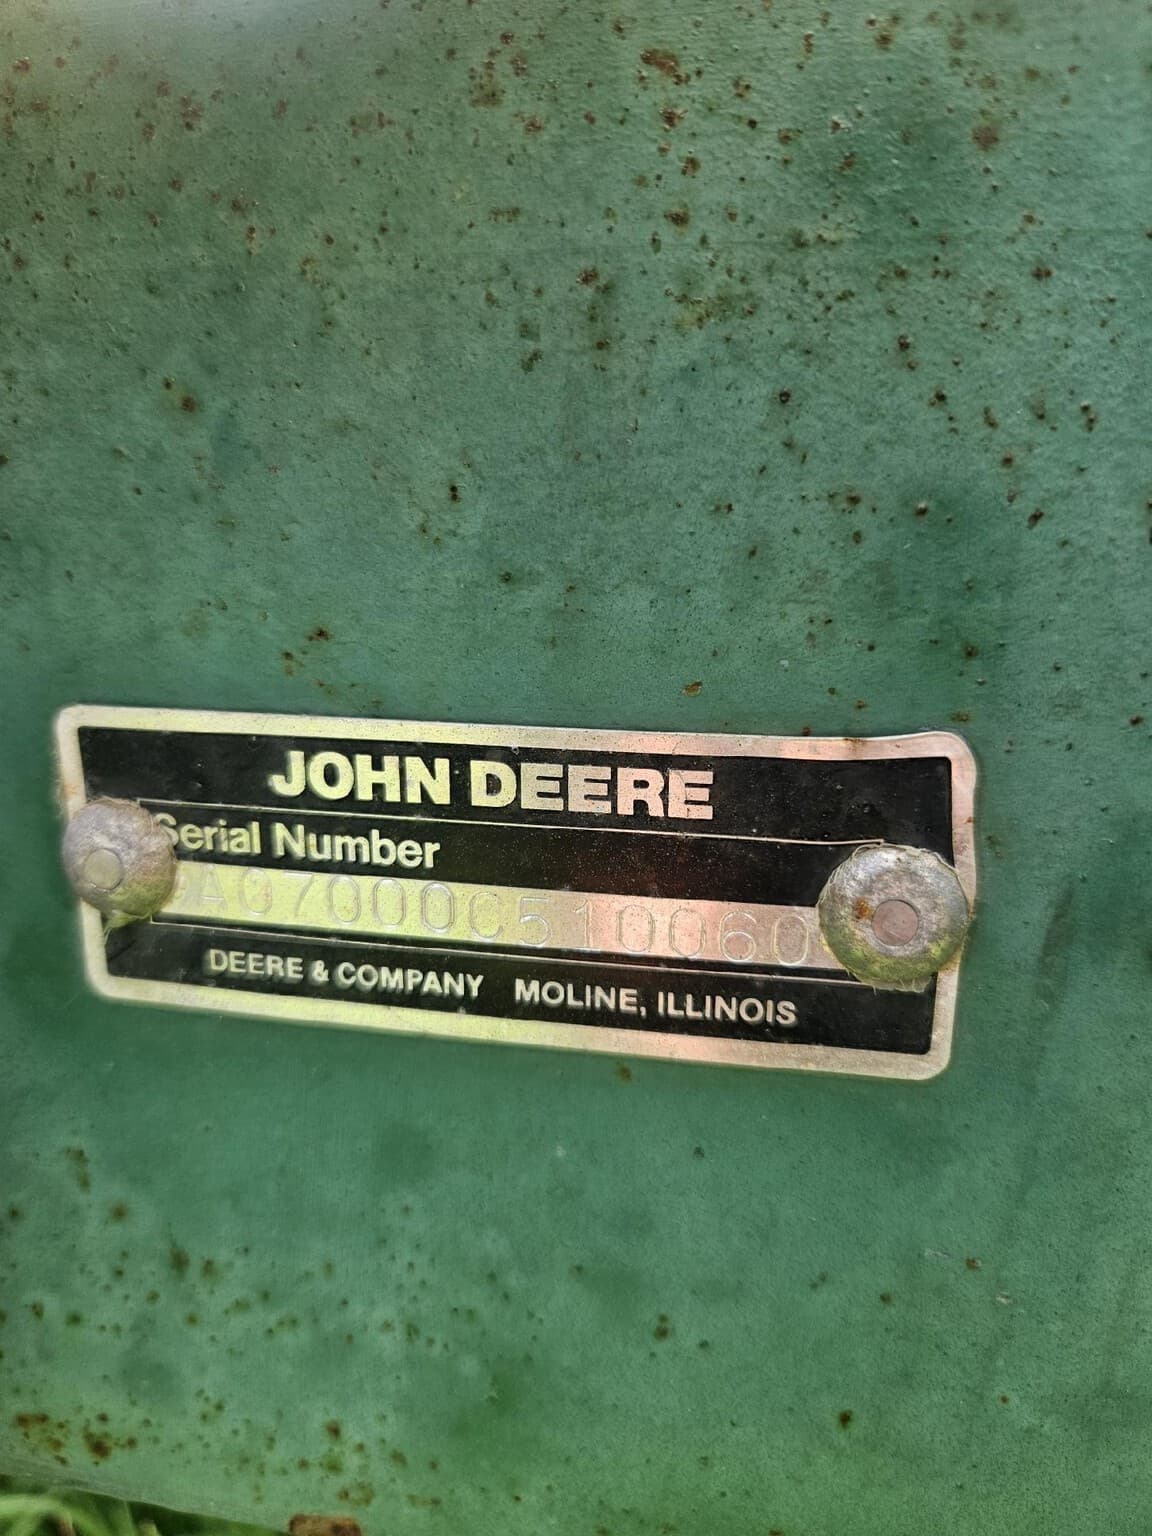 JOHN DEERE
Serial Number
A07000C510060
DEERE & COMPANY MOLINE, ILLINOIS